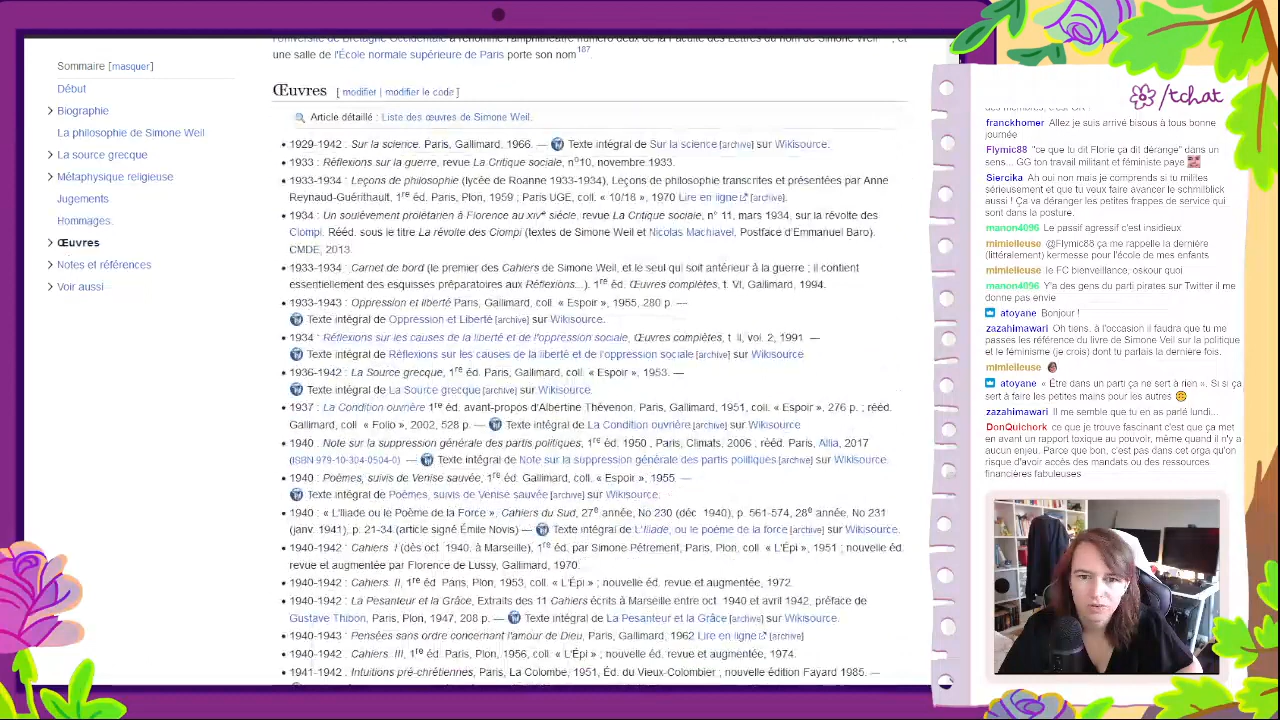 l'Université de Bretagne Occidentale a honoré l'amphithéâtre numéro deux de la Faculté des Lettres du nom de Simone Weil
une salle de l'École normale supérieure de Paris porte son nom187.
Sommaire [masquer]
Début
Biographie
La philosophie de Simone Weil
La source grecque
Métaphysique religieuse
Jugements
Hommages.
Œuvres
Notes et références
Voir aussi
Œuvres [ modifier | modifier le code ]
Article détaillé : Liste des œuvres de Simone Weil.
• 1929-1942 : Sur la science, Paris, Gallimard, 1966. — Texte intégral de Sur la science [archive] sur Wikisource.
• 1933 : Réflexions sur la guerre, revue La Critique sociale, n°10, novembre 1933.
• 1933-1934 : Leçons de philosophie (lycée de Roanne 1933-1934), Leçons de philosophie transcrites et présentées par Anne
Reynaud-Guérithault, 1re éd. Paris, Plon, 1959 ; Paris UGE, coll. « 10/18 », 1970 Lire en ligne [archive].
• 1934 : Un soulèvement prolétarien à Florence au xive siècle, revue La Critique sociale, n° 11, mars 1934, sur la révolte des
Ciompi. Rééd. sous le titre La révolte des Ciompi (textes de Simone Weil et Nicolas Machiavel, Postface d'Emmanuel Baro).
CMDE, 2013.
• 1933-1934 : Carnet de bord (le premier des Cahiers de Simone Weil, et le seul qui soit antérieur à la guerre ; il contient
essentiellement des esquisses préparatoires aux Réflexions...). 1re éd. Œuvres complètes, t. VI, Gallimard, 1994.
• 1933-1943 : Oppression et liberté Paris, Gallimard, coll. « Espoir », 1955, 280 p. —
Texte intégral de Oppression et Liberté [archive] sur Wikisource.
• 1934 : Réflexions sur les causes de la liberté et de l'oppression sociale, Œuvres complètes, t. II, vol. 2, 1991. —
Texte intégral de Réflexions sur les causes de la liberté et de l'oppression sociale [archive] sur Wikisource
• 1936-1942 : La Source grecque, 1re éd. Paris, Gallimard, coll. « Espoir », 1953. —
Texte intégral de La Source grecque [archive] sur Wikisource.
• 1937 : La Condition ouvrière 1re éd. avant-propos d'Albertine Thévenon, Paris, Gallimard, 1951, coll. « Espoir », 276 p. ; rééd.
Gallimard, coll. « Folio », 2002, 528 p. — Texte intégral de La Condition ouvrière [archive] sur Wikisource
• 1940 : Note sur la suppression générale des partis politiques, 1re éd. 1950 , Paris, Climats, 2006 ; rééd. Paris, Allia, 2017
(ISBN 979-10-304-0504-0) — Texte intégral de Note sur la suppression générale des partis politiques [archive] sur Wikisource.
• 1940 : Poèmes, suivis de Venise sauvée, Gallimard, coll. « Espoir », 1955. —
Texte intégral de Poèmes, suivis de Venise sauvée [archive] sur Wikisource.
• 1940 : « L'Iliade ou le Poème de la Force », Cahiers du Sud, 27e année, No 230 (déc. 1940), p. 561-574, 28e année, No 231
(janv. 1941), p. 21-34 (article signé Émile Novis) — Texte intégral de L'Iliade, ou le poème de la force [archive] sur Wikisource.
• 1940-1942 : Cahiers. I (dès oct. 1940, à Marseille), 1re éd. par Simone Pétrement, Paris, Plon, coll. « L'Épi », 1951 ; nouvelle éd.
revue et augmentée par Florence de Lussy, Gallimard, 1970.
• 1940-1942 : Cahiers. II, 1re éd. Paris, Plon, 1953, coll. « L'Épi » ; nouvelle éd. revue et augmentée, 1972.
• 1940-1942 : La Pesanteur et la Grâce, Extraits des 11 Cahiers écrits à Marseille entre oct. 1940 et avril 1942, préface de
Gustave Thibon, Paris, Plon, 1947, 208 p. — Texte intégral de La Pesanteur et la Grâce [archive] sur Wikisource.
• 1940-1943 : Pensées sans ordre concernant l'amour de Dieu, Paris, Gallimard, 1962 Lire en ligne [archive]
• 1940-1942 : Cahiers. III, 1re éd. Paris, Plon, 1956, coll. « L'Épi » ; nouvelle éd. revue et augmentée, 1974.
• 1941-1942 : Intuitions pré-chrétiennes, Paris, La Colombe, 1951, Éd. du Vieux-Colombier ; nouvelle édition Fayard 1985. —
/tchat
franckhomer Allez je suis arrivé bisous à tous bonne
journée
Flymic88 "ce que tu dit Florie ça dit dérange" dans un
sens... GG ton travail militant et féministe paye
Siercika Ah oui non mais je comprends si tu milites
sérieusement et que tu veux faire avancer le schmilblick
aussi ! Ça va déranger les petites frappes de service qui
sont dans la posture.
manon4096 Le passif agressif c'est insidieux
mimielleuse @Flymic88 ça me rappelle la dernière
(littéralement) kermesse pour l'école de mes enfants
mimielleuse le FC bienveillance, oskour quoi
manon4096 Y'a des gens du parti pirates sur Twitter il me
donne pas envie
atoyane Bonjour !
zazahimawari Oh tiens. à l'occasion il faudra que tu me
passes les référence du livre de Simone Veil sur la politique
et le féminisme (je crois) dont tu parlais la dernière fois.
mimielleuse
atoyane « Être dans un parti ça ne sert à rien ». Si si ça
sert à faire les petites mains pour les autres
zazahimawari Il me semble que tu en as parlé lundi...
DonQuichork ce que je trouve fascinant c'est que ça met
en avant un rapport toxique au pouvoir, même quand il n'y a
aucun enjeu. Parce que bon, c'est pas dans cet orga qu'on
risque d'avoir accès des mandats ou des ressources
financières fabuleuses